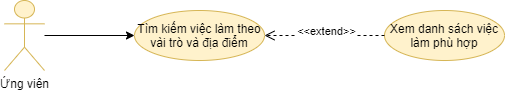 Tìm kiếm việc làm theo
vài trò và địa điểm
<<extend>>
Xem danh sách việc
làm phù hợp
Ứng viên